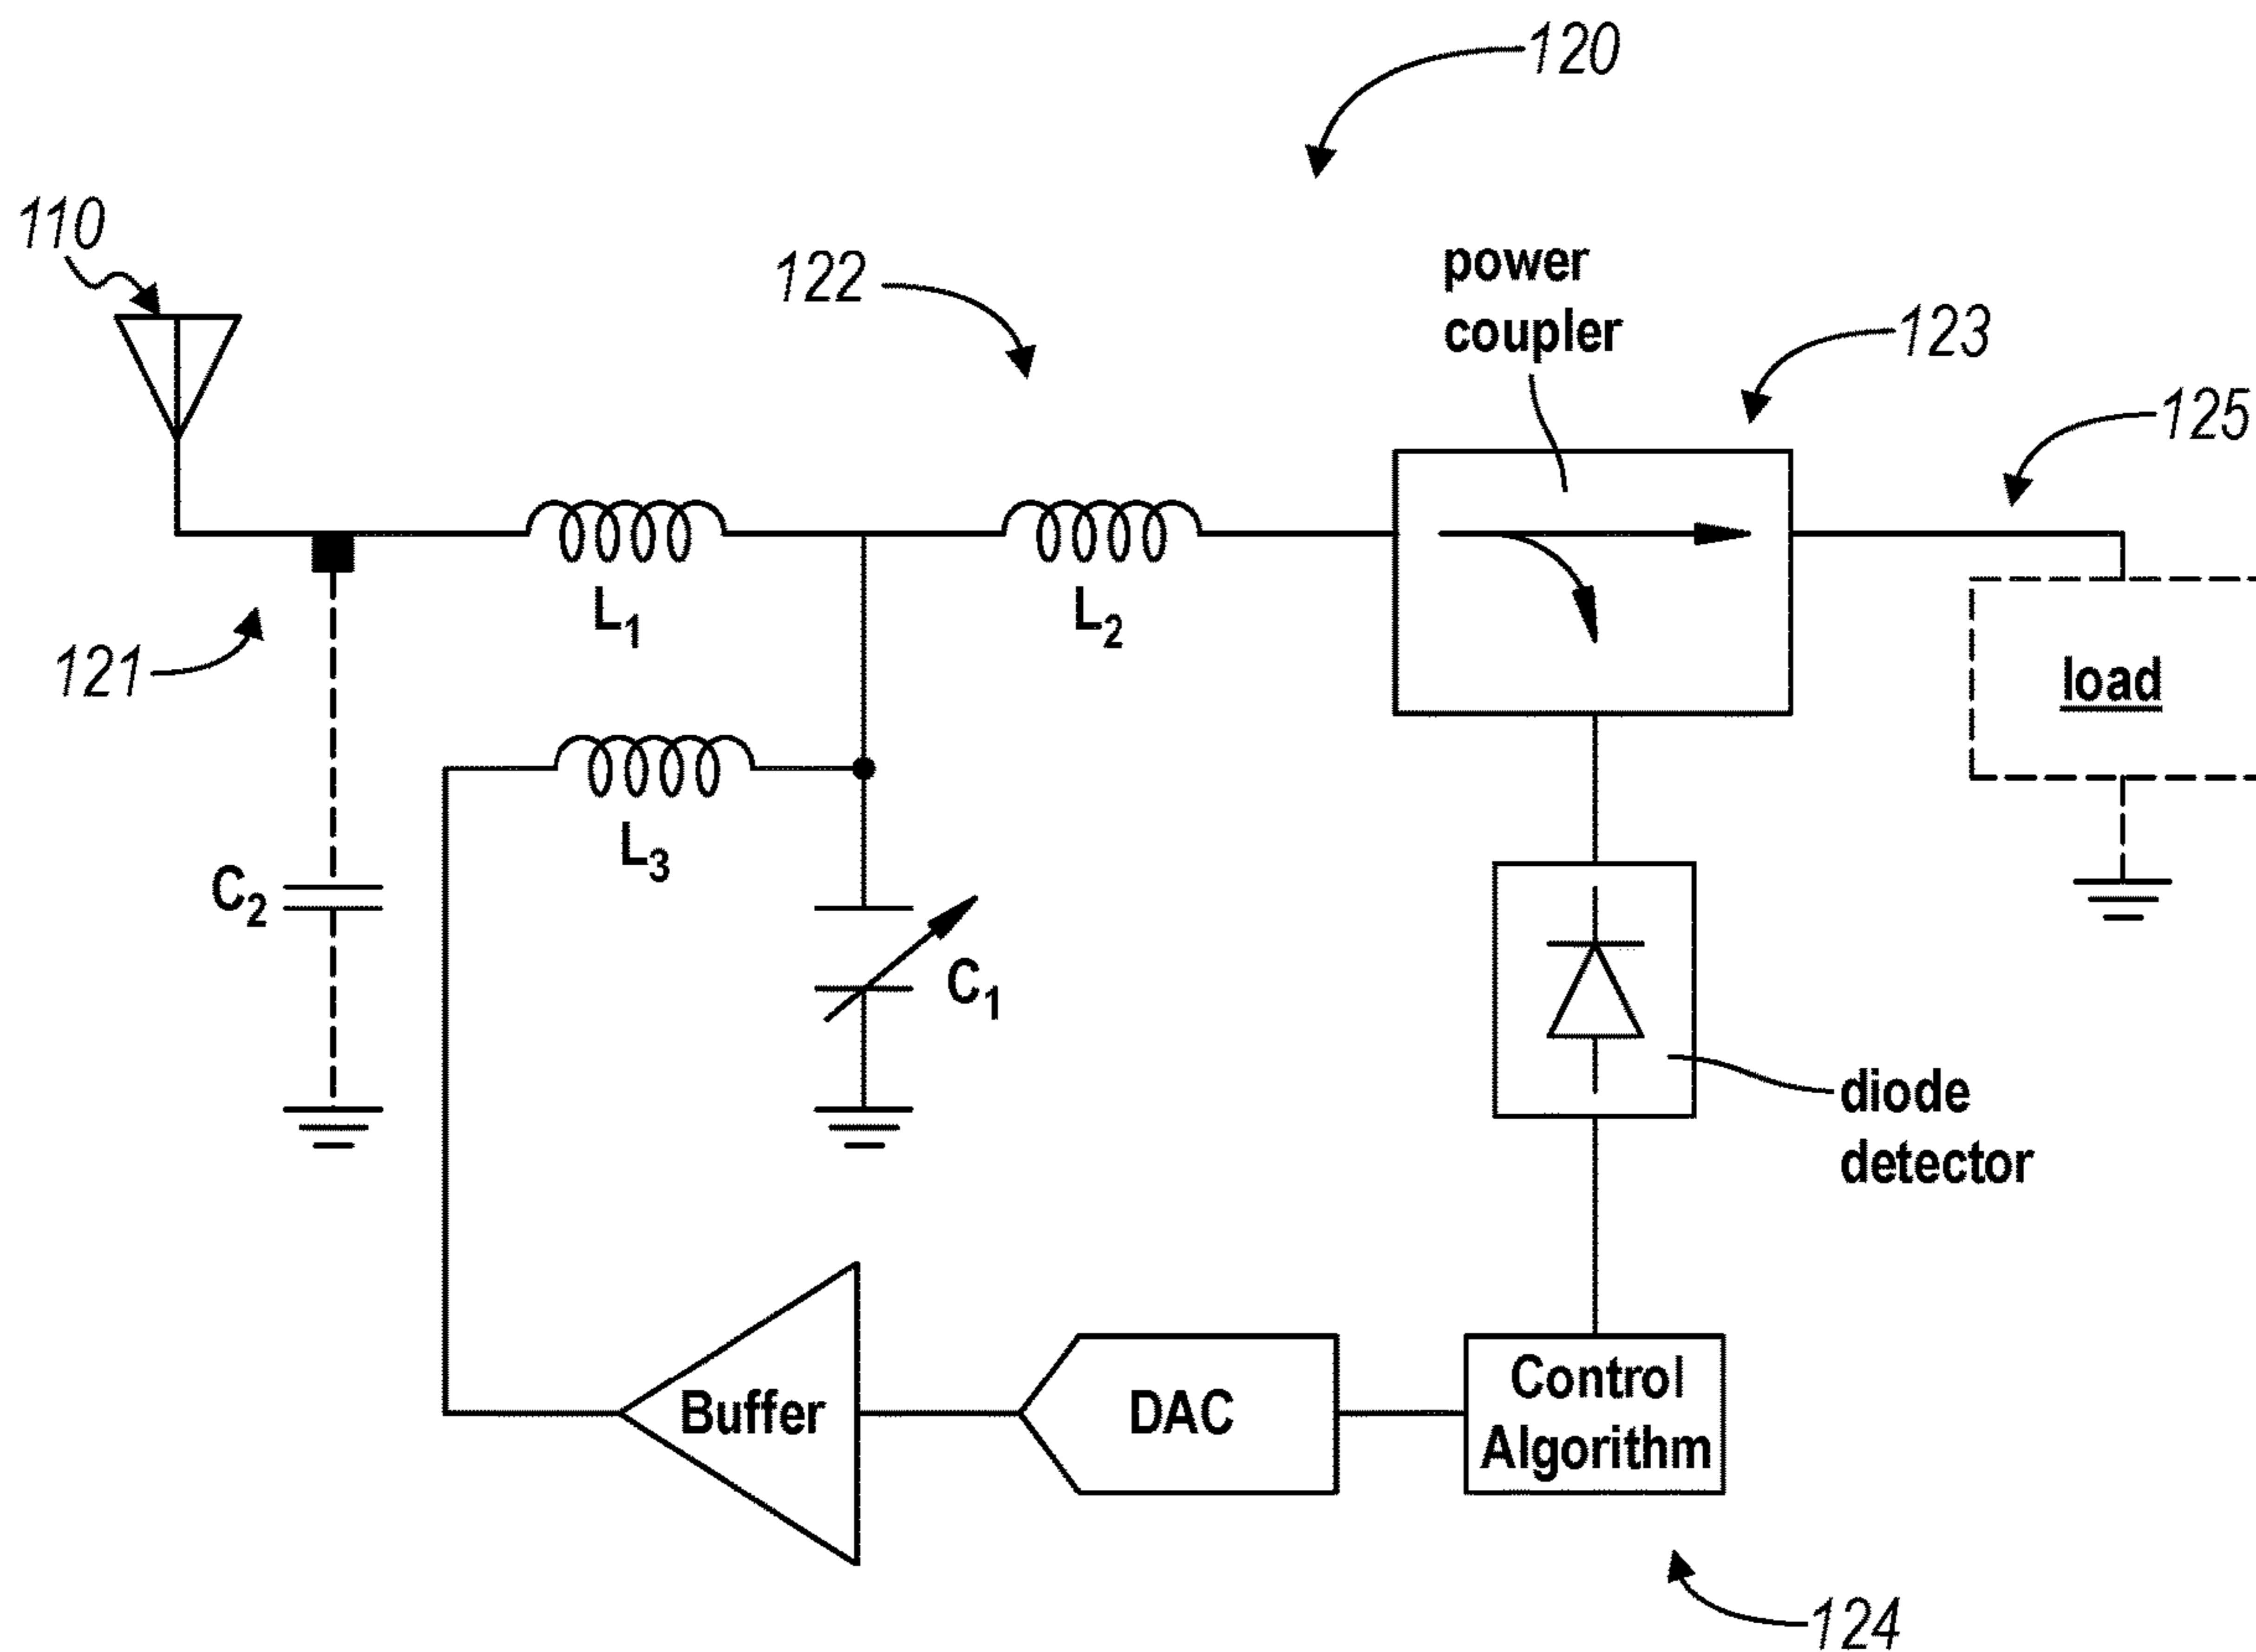 120
110
122
power
coupler
123
125
L1
L2
121
load
L3
C2
C1
diode
detector
Control
Algorithm
Buffer
DAC
124